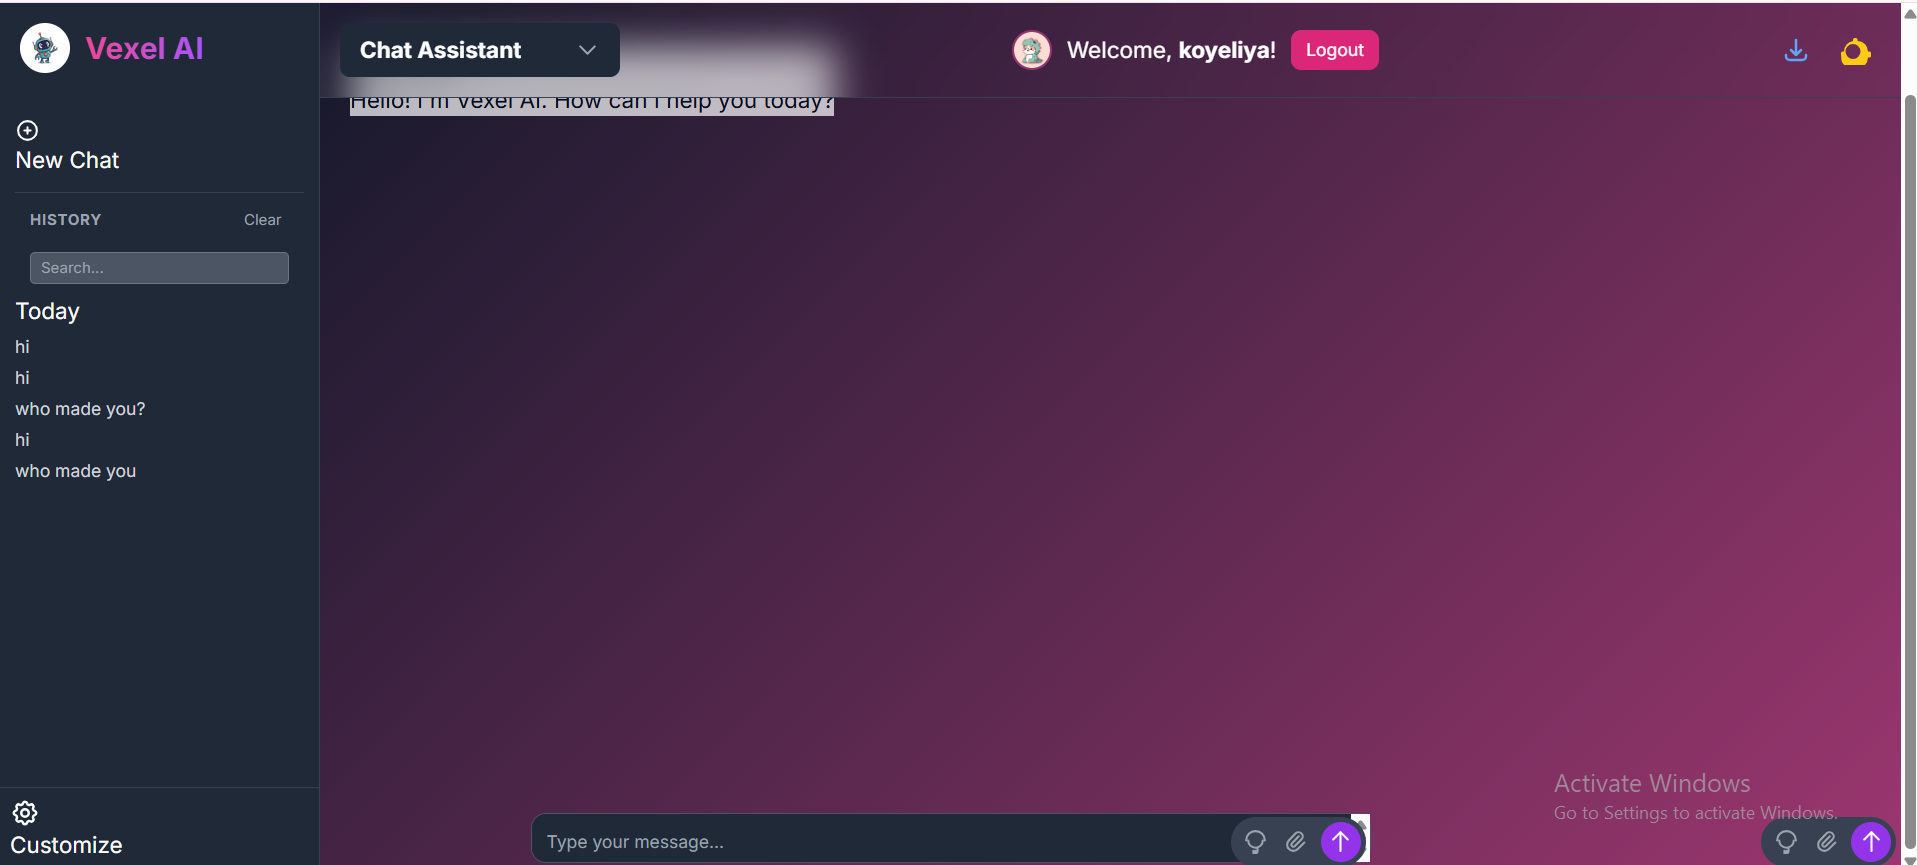 Vexel AI
Chat Assistant
Welcome, koyeliya!
Logout
Hello! I'm Vexel AI. How can I help you today?
New Chat
HISTORY
Clear
Search...
Today
hi
hi
who made you?
hi
who made you
Customize
Type your message...
Activate Windows
Go to Settings to activate Windows.